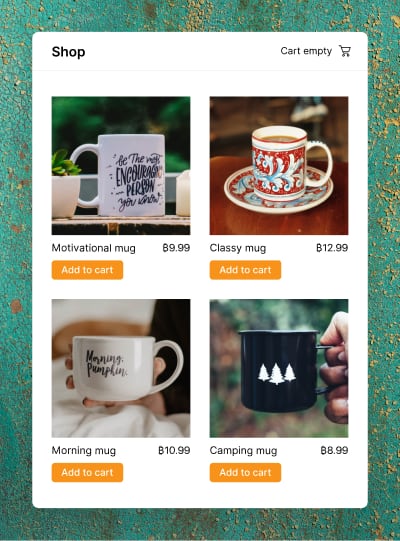 Shop
Cart empty
be The most
ENCOURAGING
PERSON
you know
Motivational mug ฿9.99
Add to cart
Classy mug ฿12.99
Add to cart
Morning,
Pumpkin.
Morning mug ฿10.99
Add to cart
Camping mug ฿8.99
Add to cart